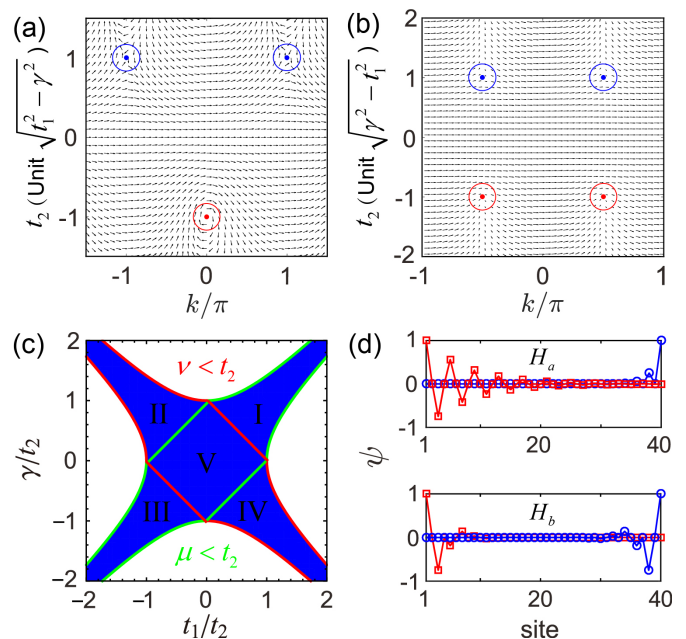 (a)
t₂ (Unit √(t₁² − γ²))
1
0
-1
-1 0 1
k/π
(b)
t₂ (Unit √(γ² − t₁²))
2
1
0
-1
-2
-1 0 1
k/π
(c)
γ/t₂
2
1
0
-1
-2
ν < t₂
II I
V
III IV
μ < t₂
-2 -1 0 1 2
t₁/t₂
(d)
ψ
1
0
-1
Hₐ
1 20 40
1
0
-1
H_b
1 20 40
site